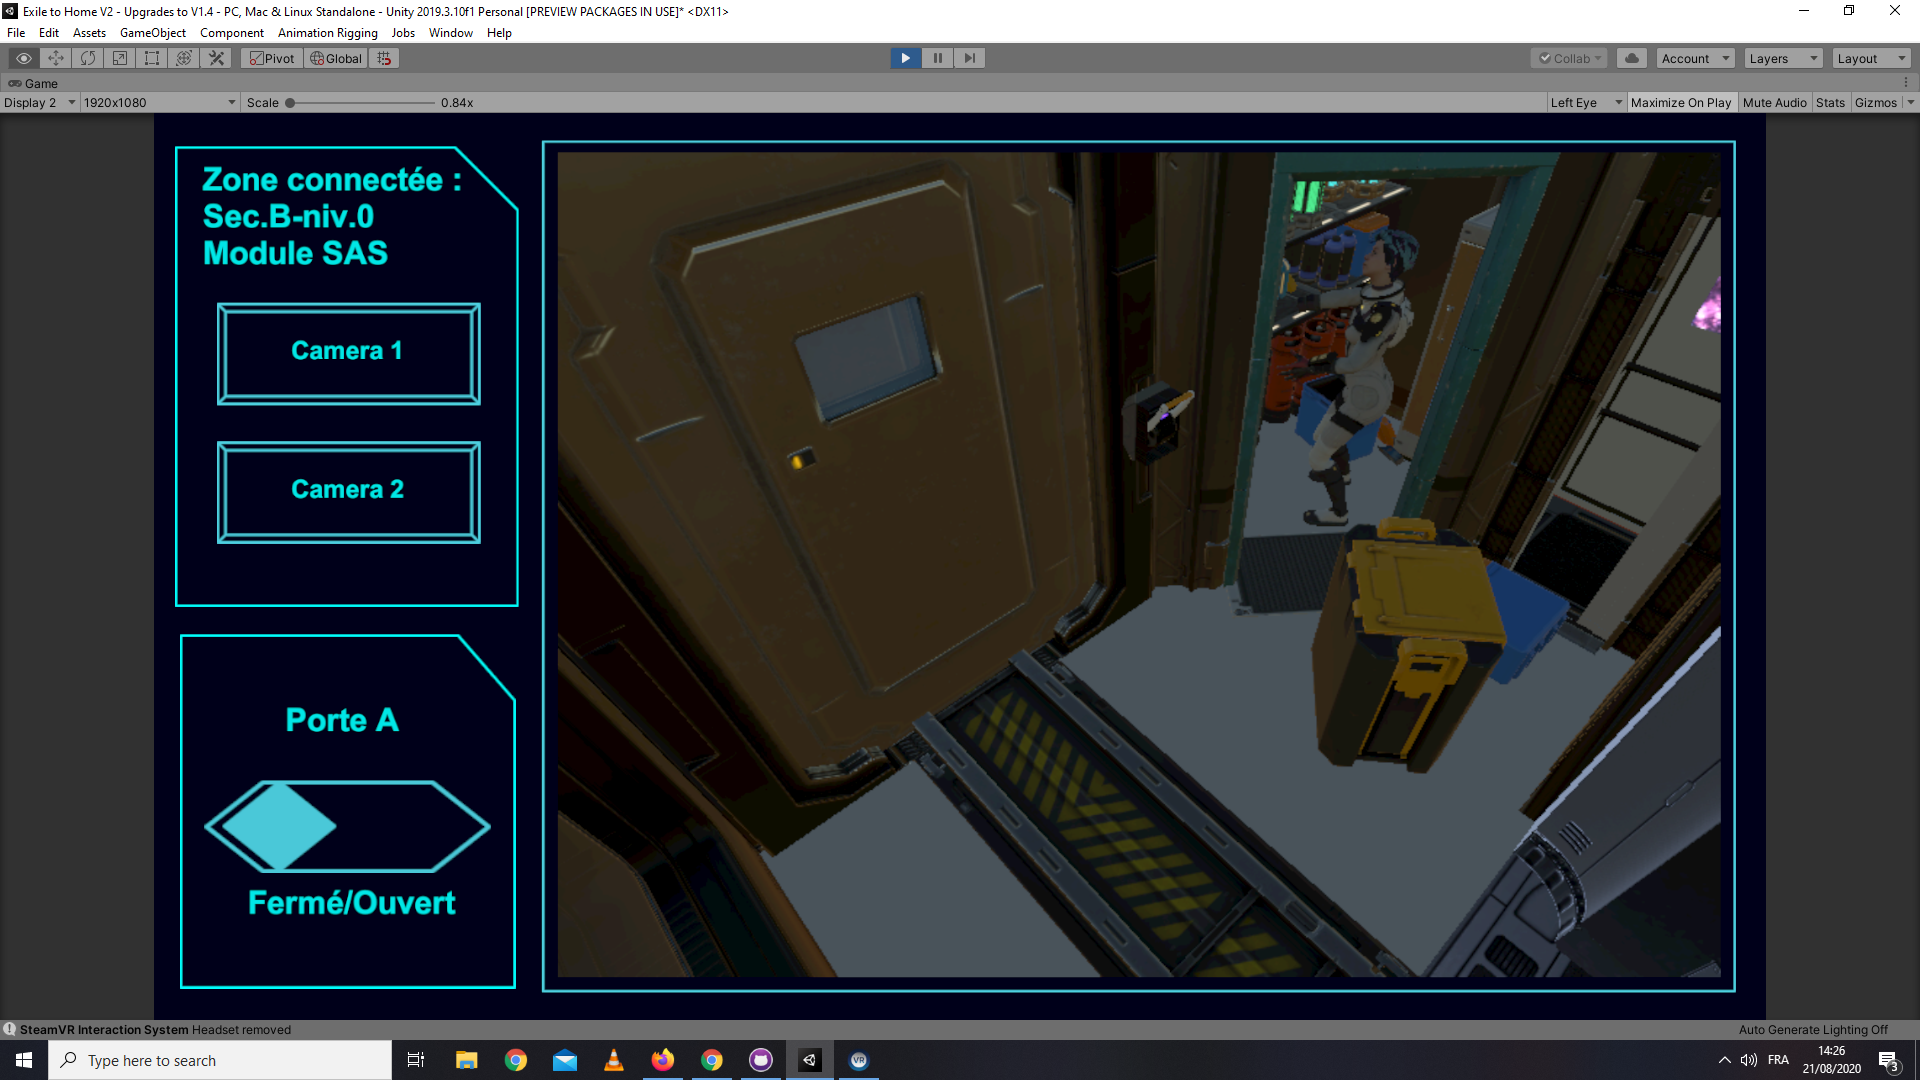 Exile to Home V2 - Upgrades to V1.4 - PC, Mac & Linux Standalone - Unity 2019.3.10f1 Personal [PREVIEW PACKAGES IN USE]* <DX11>
File Edit Assets GameObject Component Animation Rigging Jobs Window Help
Pivot Global Collab Account Layers Layout
Game
Display 2 1920x1080 Scale 0.84x Left Eye Maximize On Play Mute Audio Stats Gizmos
Zone connectée :
Sec.B-niv.0
Module SAS
Camera 1
Camera 2
Porte A
Fermé/Ouvert
SteamVR Interaction System Headset removed Auto Generate Lighting Off
Type here to search
VR
FRA
14:26
21/08/2020
3